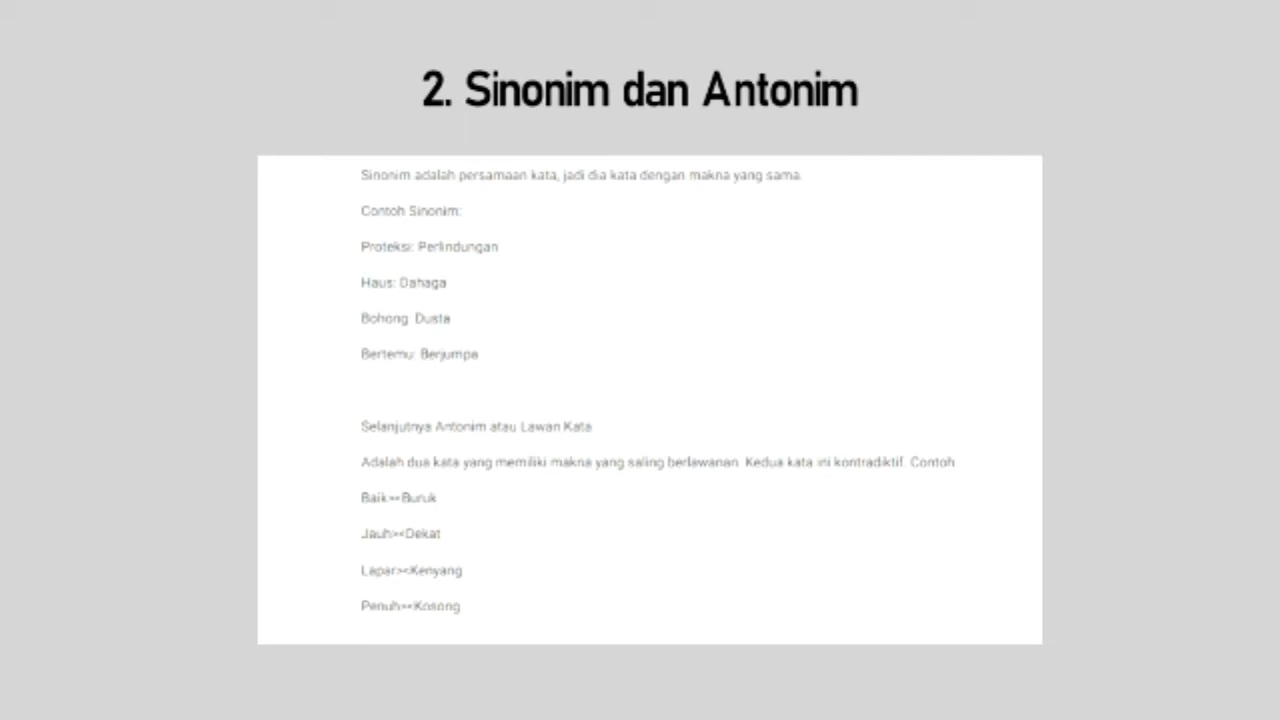 2. Sinonim dan Antonim
Sinonim adalah persamaan kata, jadi dia kata dengan makna yang sama.
Contoh Sinonim:
Proteksi: Perlindungan
Haus: Dahaga
Bohong: Dusta
Bertemu: Berjumpa
Selanjutnya Antonim atau Lawan Kata
Adalah dua kata yang memiliki makna yang saling berlawanan. Kedua kata ini kontradiktif. Contoh
Baik><Buruk
Jauh><Dekat
Lapar><Kenyang
Penuh><Kosong